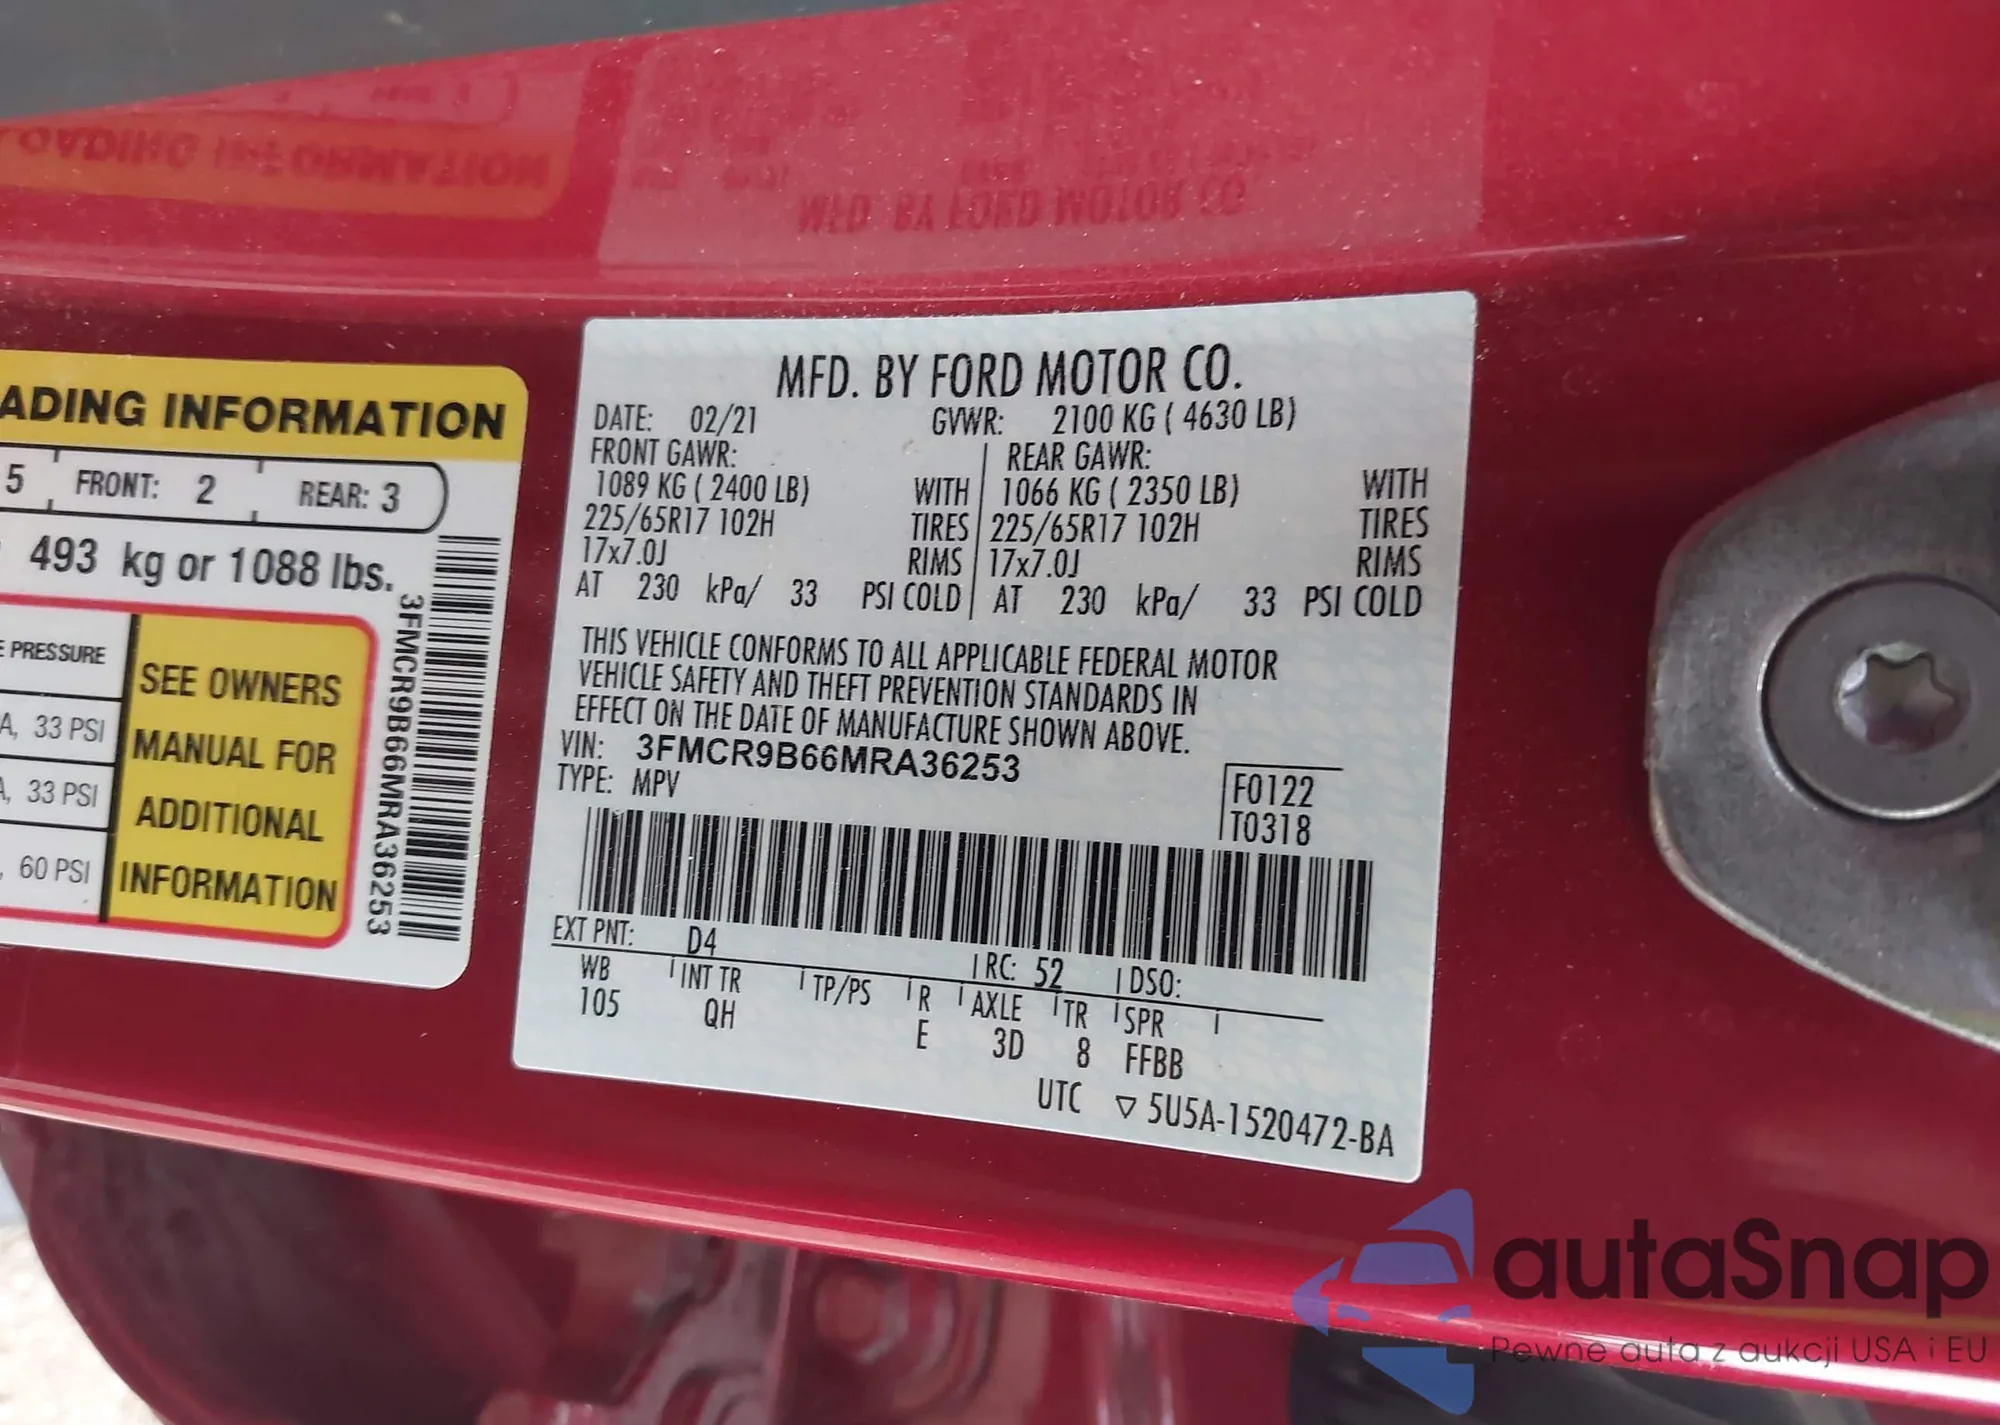 ADING INFORMATION
5 FRONT: 2 REAR: 3
493 kg or 1088 lbs.
E PRESSURE
A, 33 PSI
A, 33 PSI
, 60 PSI
SEE OWNERS
MANUAL FOR
ADDITIONAL
INFORMATION
3FMCR9B66MRA36253
MFD. BY FORD MOTOR CO.
DATE: 02/21 GVWR: 2100 KG ( 4630 LB)
FRONT GAWR: REAR GAWR:
1089 KG ( 2400 LB) WITH 1066 KG ( 2350 LB) WITH
225/65R17 102H TIRES 225/65R17 102H TIRES
17x7.0J RIMS 17x7.0J RIMS
AT 230 kPa/ 33 PSI COLD AT 230 kPa/ 33 PSI COLD
THIS VEHICLE CONFORMS TO ALL APPLICABLE FEDERAL MOTOR
VEHICLE SAFETY AND THEFT PREVENTION STANDARDS IN
EFFECT ON THE DATE OF MANUFACTURE SHOWN ABOVE.
VIN: 3FMCR9B66MRA36253
TYPE: MPV
F0122
T0318
EXT PNT: D4 RC: 52 DSO:
WB INT TR TP/PS R AXLE TR SPR
105 QH E 3D 8 FFBB
UTC ▽ 5U5A-1520472-BA
autaSnap
Pewne auta z aukcji USA i EU